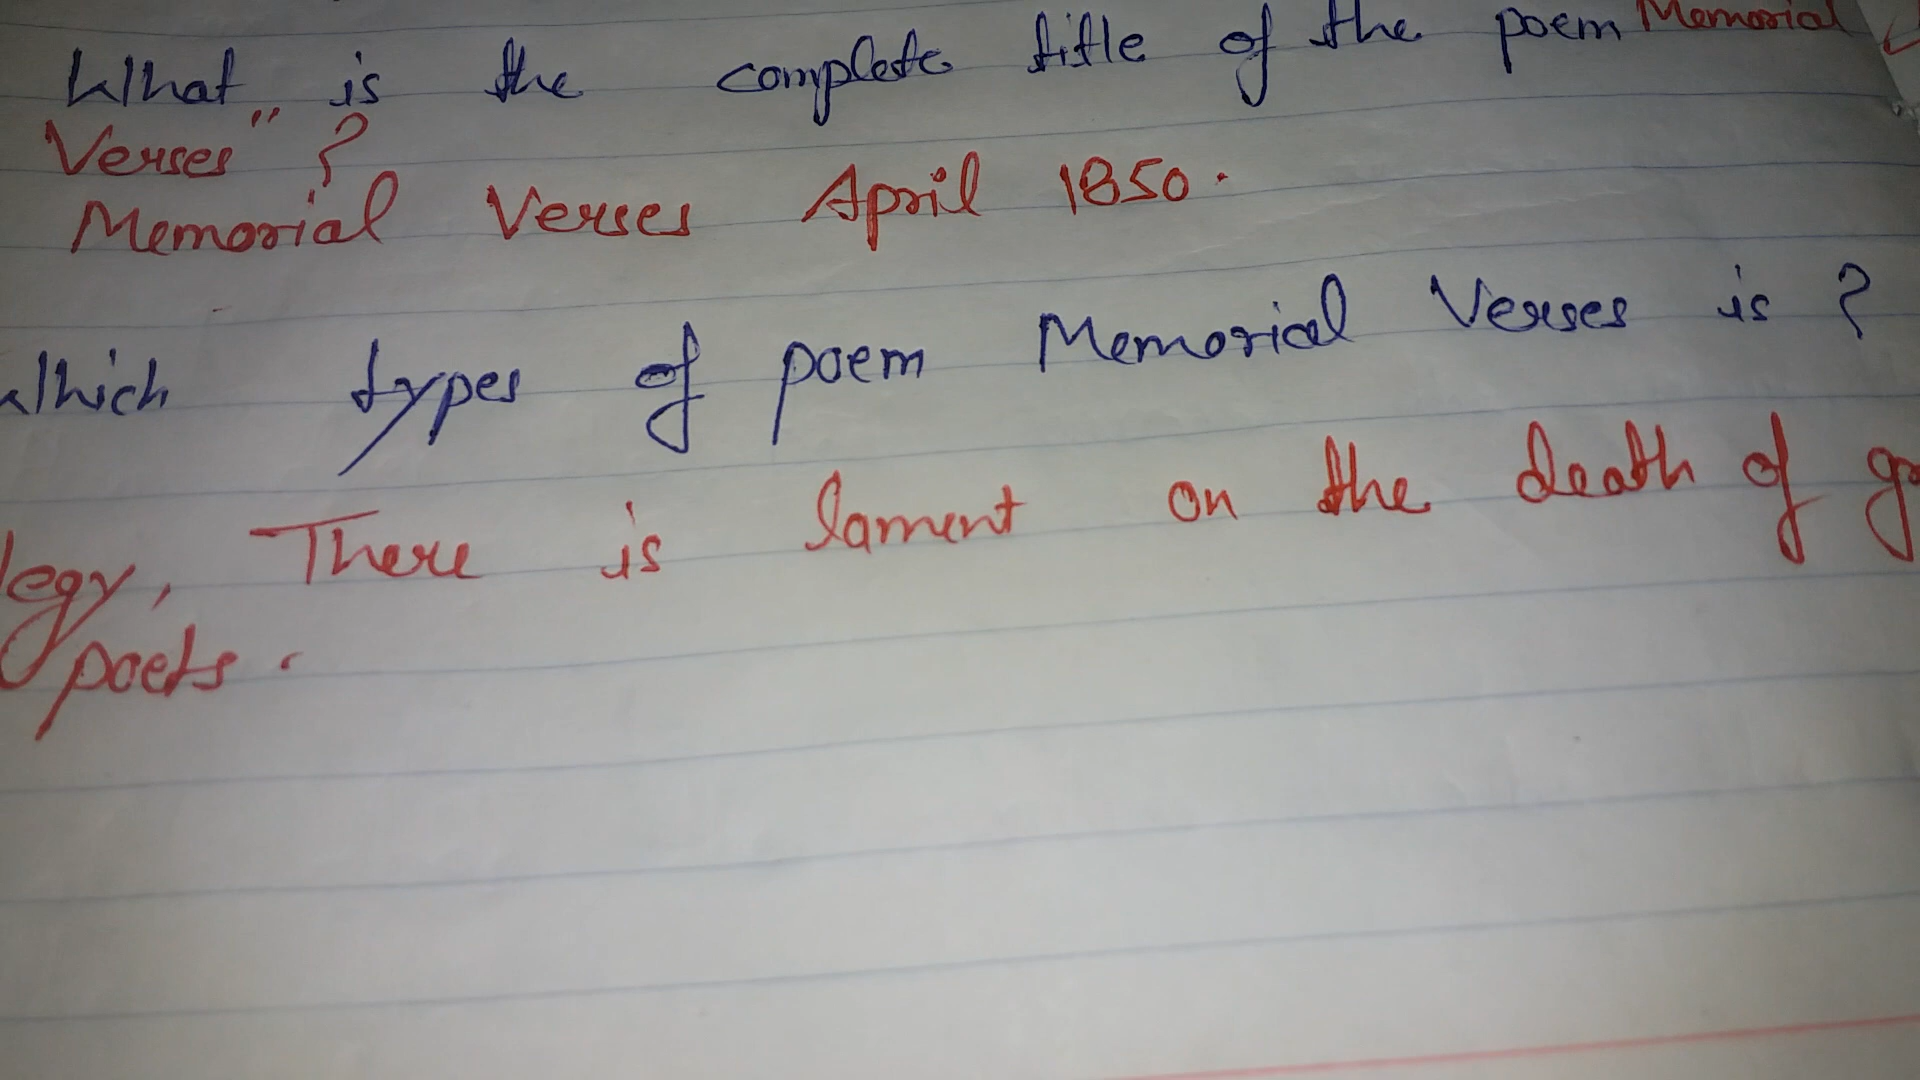 What is the complete title of the poem Memorial
Verses" ?
Memorial Verses April 1850.
Which types of poem Memorial Verses is ?
legy, There is lament on the death of
poets.